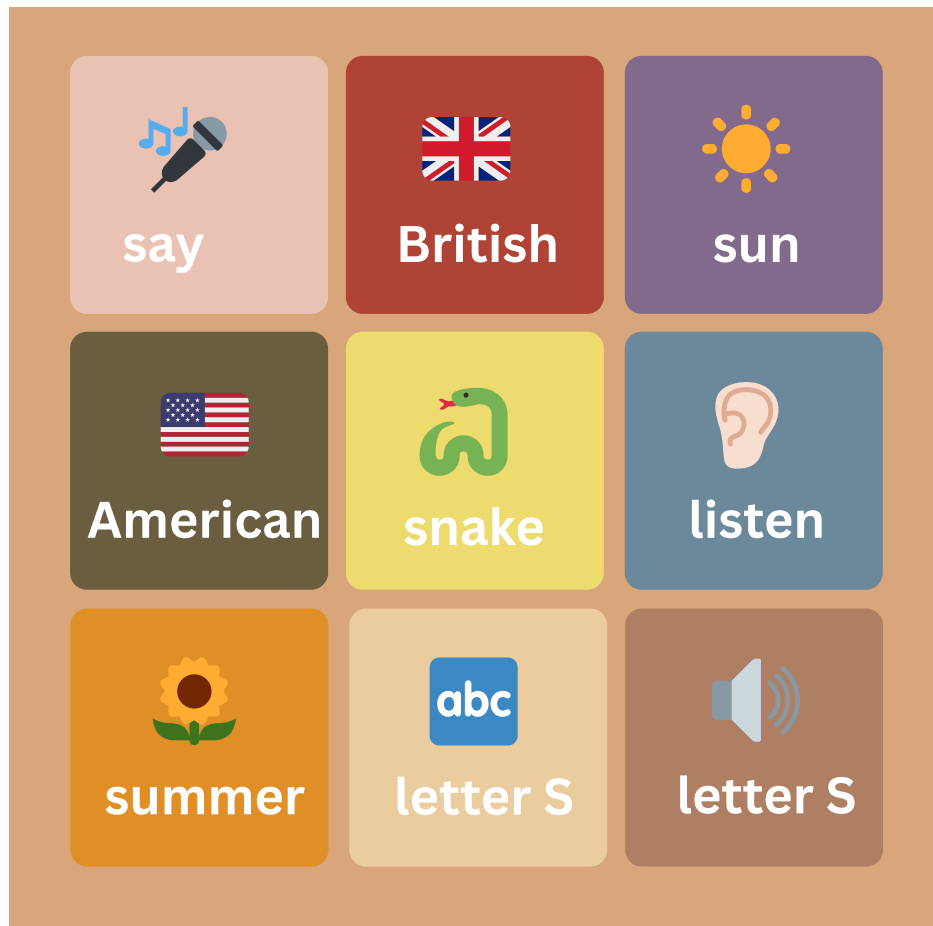 say
British
sun
American
snake
listen
summer
abc
letter S
letter S